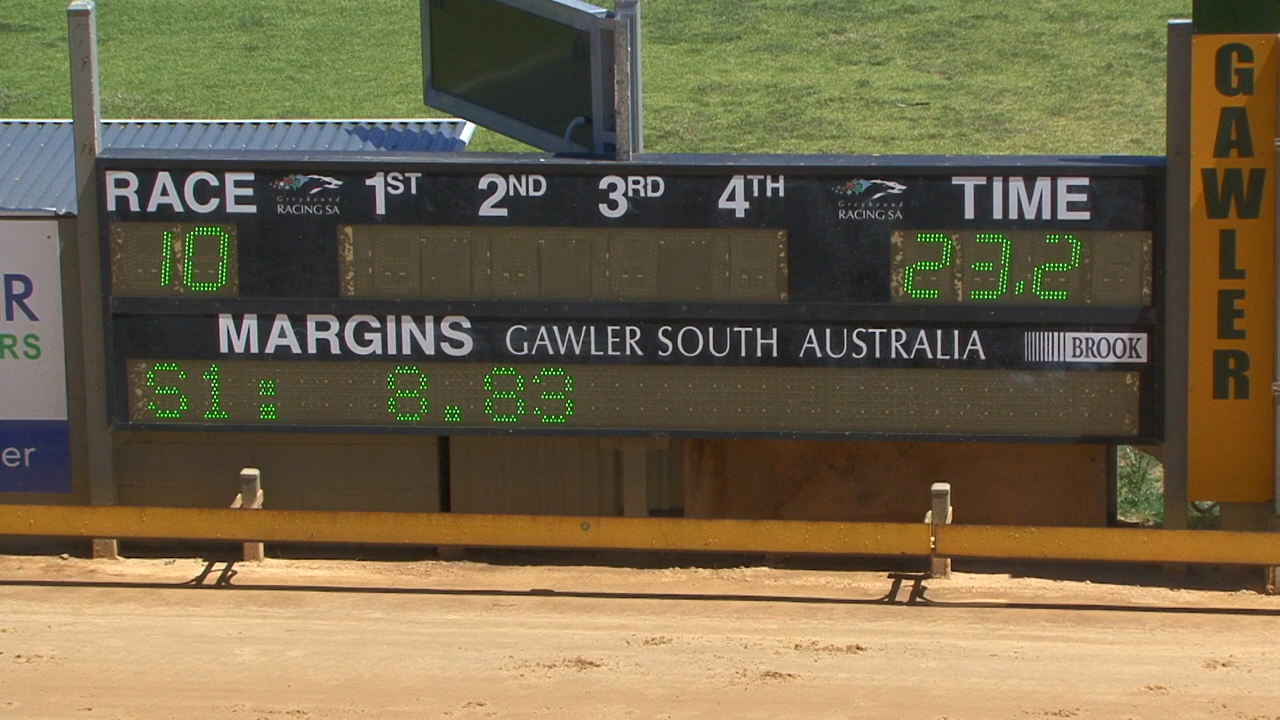 RACE
Greyhound
RACING SA
1ST 2ND 3RD 4TH
Greyhound
RACING SA
TIME
10
23.2
MARGINS GAWLER SOUTH AUSTRALIA BROOK
S1: 8.83
GAWLER
R
RS
er